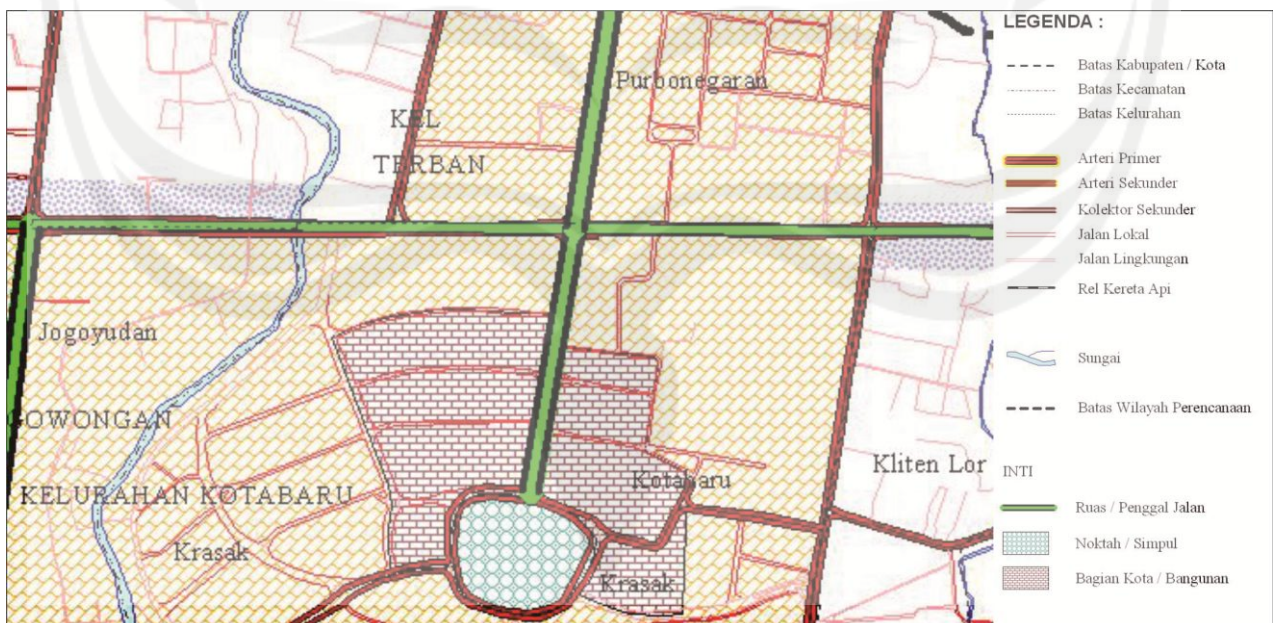 Purbonegaran
KEL
TERBAN
Jogoyudan
GOWONGAN
KELURAHAN KOTABARU
Krasak
Kotabaru
Krasak
Kliten Lor
LEGENDA :
Batas Kabupaten / Kota
Batas Kecamatan
Batas Kelurahan
Arteri Primer
Arteri Sekunder
Kolektor Sekunder
Jalan Lokal
Jalan Lingkungan
Rel Kereta Api
Sungai
Batas Wilayah Perencanaan
INTI
Ruas / Penggal Jalan
Noktah / Simpul
Bagian Kota / Bangunan